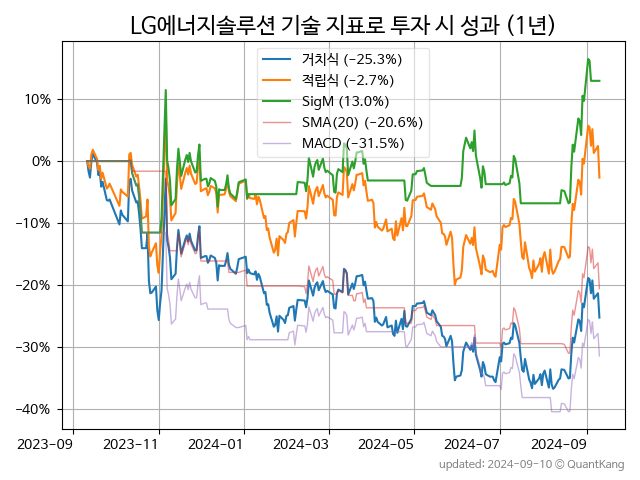 LG에너지솔루션 기술 지표로 투자 시 성과 (1년)
거치식 (−25.3%)
적립식 (−2.7%)
SigM (13.0%)
SMA(20) (−20.6%)
MACD (−31.5%)
10%
0%
−10%
−20%
−30%
−40%
2023-09 2023-11 2024-01 2024-03 2024-05 2024-07 2024-09
updated: 2024-09-10 ⓒ QuantKang